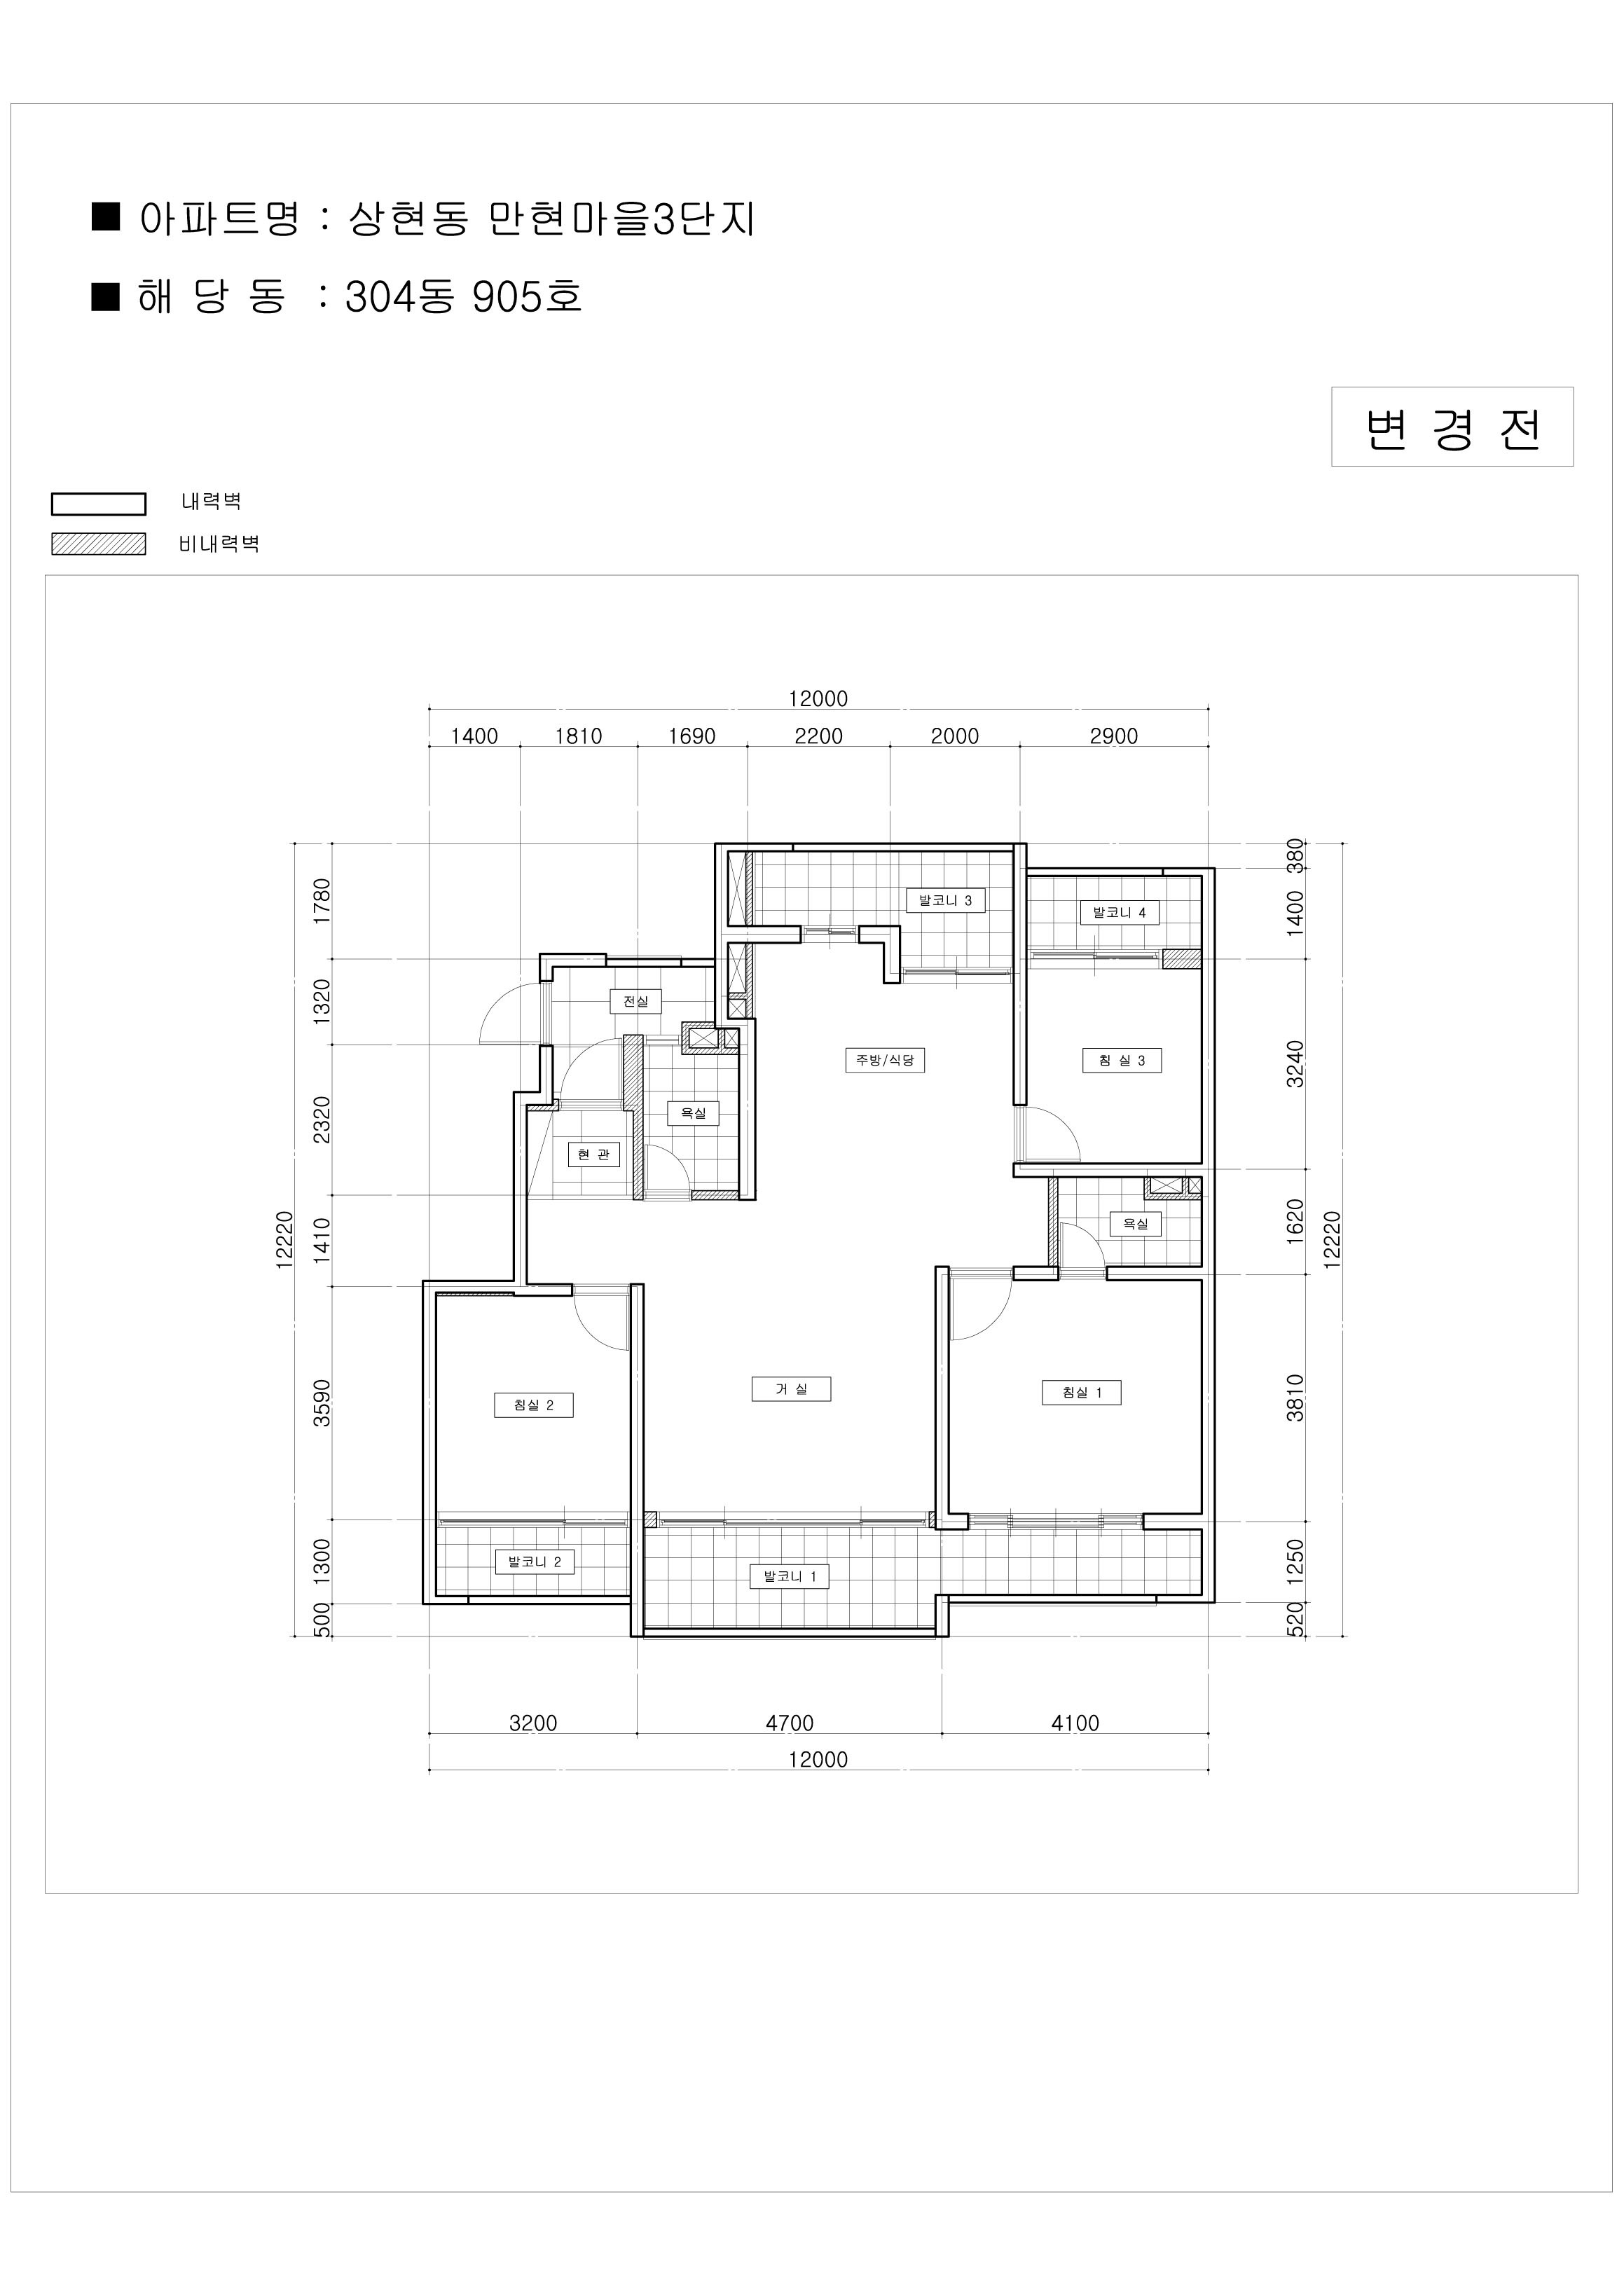 ■ 아파트명 : 상현동 만현마을3단지
■ 해 당 동 : 304동 905호
변 경 전
내력벽
비내력벽
12000
1400 1810 1690 2200 2000 2900
12220
1780
1320
2320
1410
3590
1300
500
380
1400
3240
1620
3810
1250
520
12220
발코니 3
발코니 4
전실
주방/식당
침 실 3
욕실
현 관
욕실
거 실
침실 1
침실 2
발코니 2
발코니 1
3200 4700 4100
12000